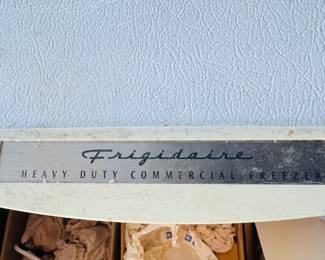 Frigidaire
HEAVY DUTY COMMERCIAL FREEZER